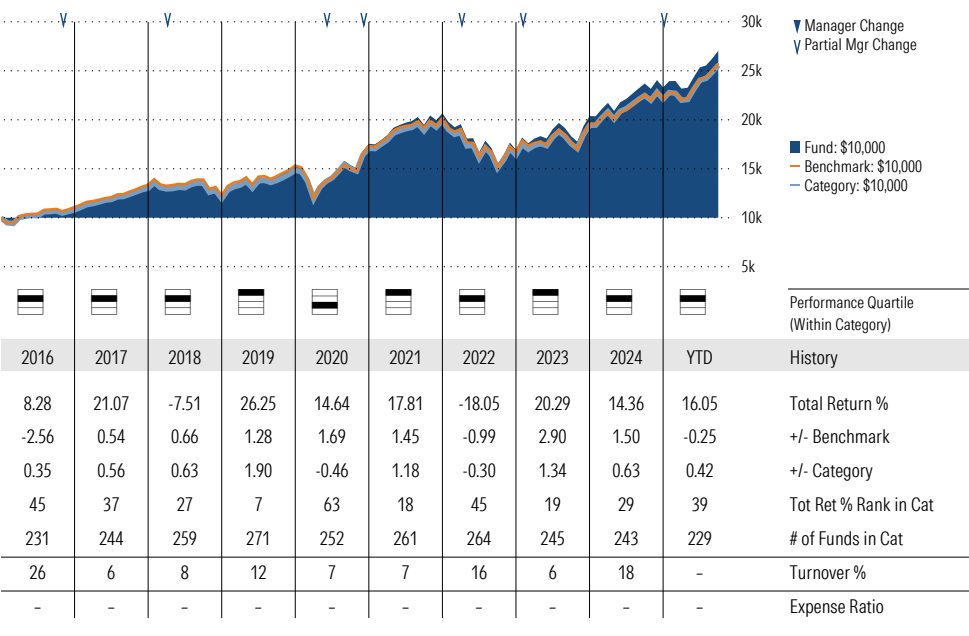 30k
25k
20k
15k
10k
5k
Manager Change
Partial Mgr Change
Fund: $10,000
Benchmark: $10,000
Category: $10,000
Performance Quartile
(Within Category)
2016 2017 2018 2019 2020 2021 2022 2023 2024 YTD History
8.28 21.07 -7.51 26.25 14.64 17.81 -18.05 20.29 14.36 16.05 Total Return %
-2.56 0.54 0.66 1.28 1.69 1.45 -0.99 2.90 1.50 -0.25 +/- Benchmark
0.35 0.56 0.63 1.90 -0.46 1.18 -0.30 1.34 0.63 0.42 +/- Category
45 37 27 7 63 18 45 19 29 39 Tot Ret % Rank in Cat
231 244 259 271 252 261 264 245 243 229 # of Funds in Cat
26 6 8 12 7 7 16 6 18 – Turnover %
– – – – – – – – – – Expense Ratio